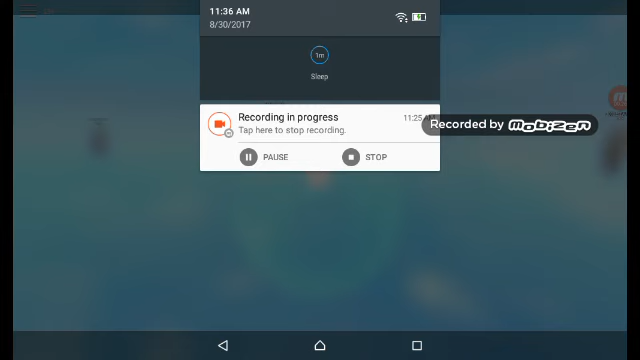 11:36 AM
8/30/2017
1m
Sleep
Recording in progress
11:25
Tap here to stop recording.
Recorded by mobizen
PAUSE
STOP